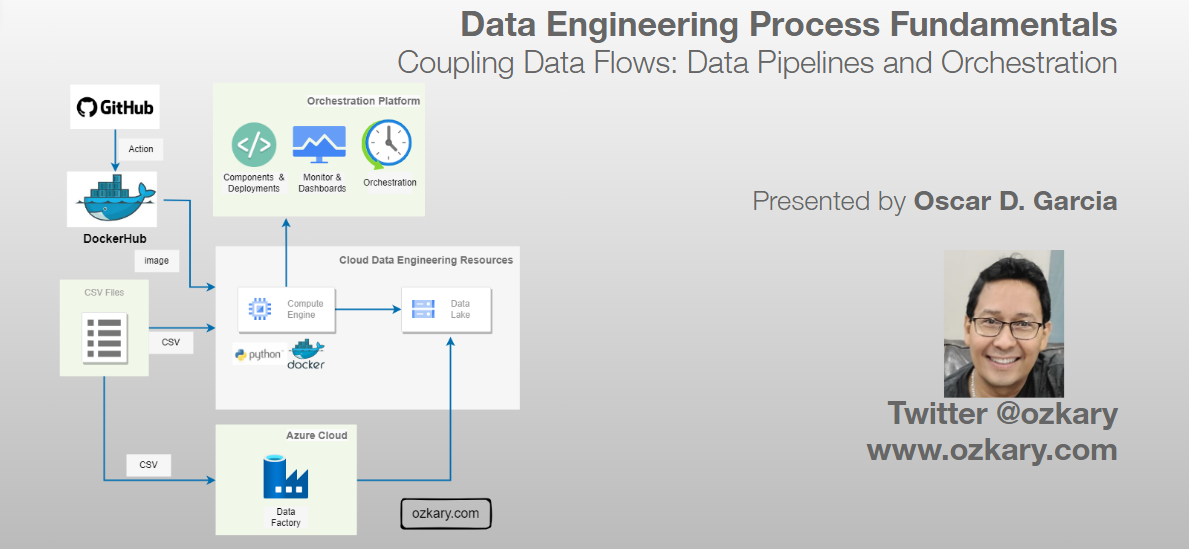 Data Engineering Process Fundamentals
Coupling Data Flows: Data Pipelines and Orchestration
GitHub
Action
DockerHub
image
CSV Files
CSV
CSV
Orchestration Platform
Components &
Deployments
Monitor &
Dashboards
Orchestration
Cloud Data Engineering Resources
Compute
Engine
Data
Lake
python
docker
Azure Cloud
Data
Factory
ozkary.com
Presented by Oscar D. Garcia
Twitter @ozkary
www.ozkary.com